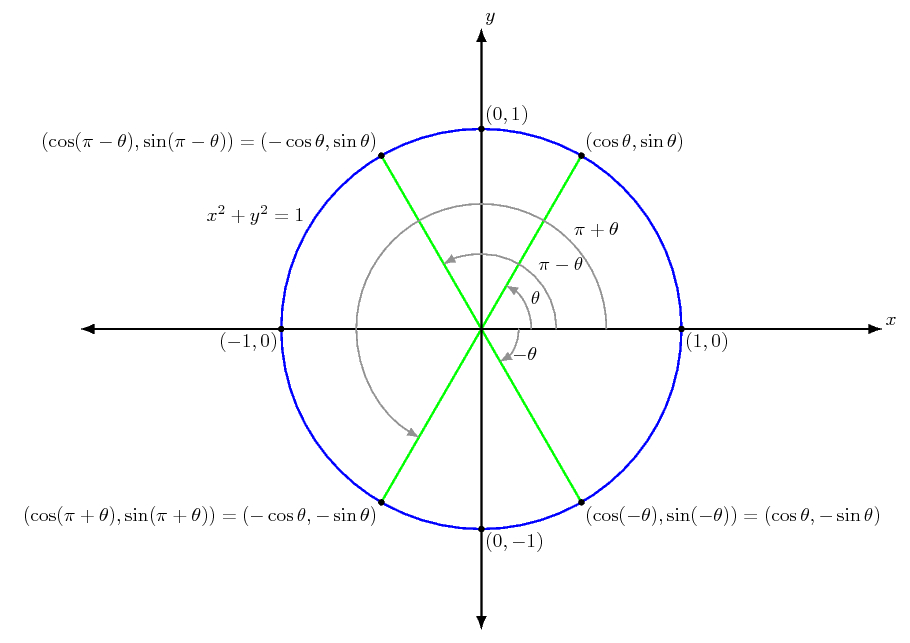 y
(0, 1)
(cos(π − θ), sin(π − θ)) = (− cos θ, sin θ)
(cos θ, sin θ)
x² + y² = 1
π + θ
π − θ
θ
x
(−1, 0)
(1, 0)
−θ
(cos(π + θ), sin(π + θ)) = (− cos θ, − sin θ)
(cos(−θ), sin(−θ)) = (cos θ, − sin θ)
(0, −1)